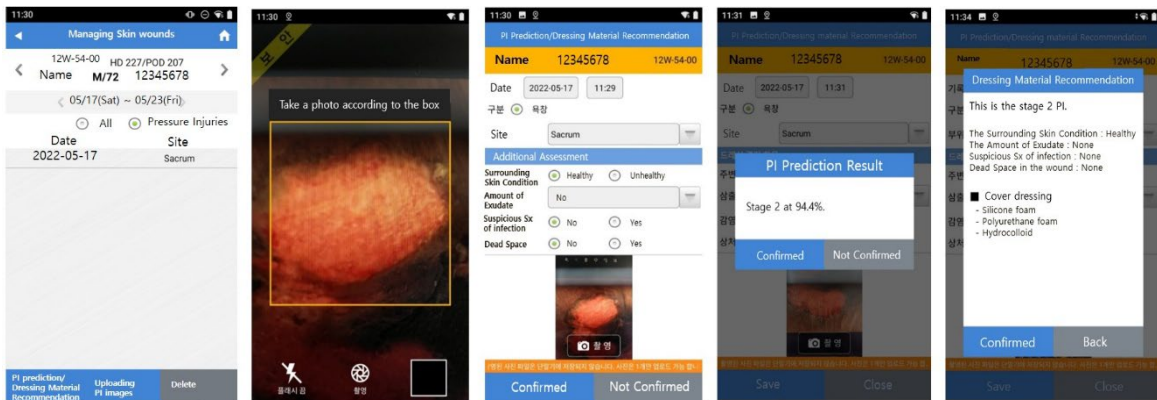 11:30
Managing Skin wounds
12W-54-00 HD 227/POD 207
Name M/72 12345678
05/17(Sat) ~ 05/23(Fri)
All Pressure Injuries
Date Site
2022-05-17 Sacrum
PI prediction/
Dressing Material
Recommendation
Uploading
PI images
Delete
11:30
보안
Take a photo according to the box
플래시 끔
촬영
11:30
PI Prediction/Dressing Material Recommendation
Name 12345678 12W-54-00
Date 2022-05-17 11:29
구분 욕창
Site Sacrum
Additional Assessment
Surrounding
Skin Condition
Healthy Unhealthy
Amount of
Exudate
No
Suspicious Sx
of infection
No Yes
Dead Space No Yes
촬영
Confirmed Not Confirmed
11:31
PI Prediction/Dressing material Recommendation
Name 12345678 12W-54-00
Date 2022-05-17 11:31
구분 욕창
Site Sacrum
PI Prediction Result
Stage 2 at 94.4%.
Confirmed Not Confirmed
Save Close
11:34
PI Prediction/Dressing material Recommendation
Name 12345678 12W-54-00
Dressing Material Recommendation
This is the stage 2 PI.
The Surrounding Skin Condition : Healthy
The Amount of Exudate : None
Suspicious Sx of infection : None
Dead Space in the wound : None
■ Cover dressing
- Silicone foam
- Polyurethane foam
- Hydrocolloid
Confirmed Back
Save Close